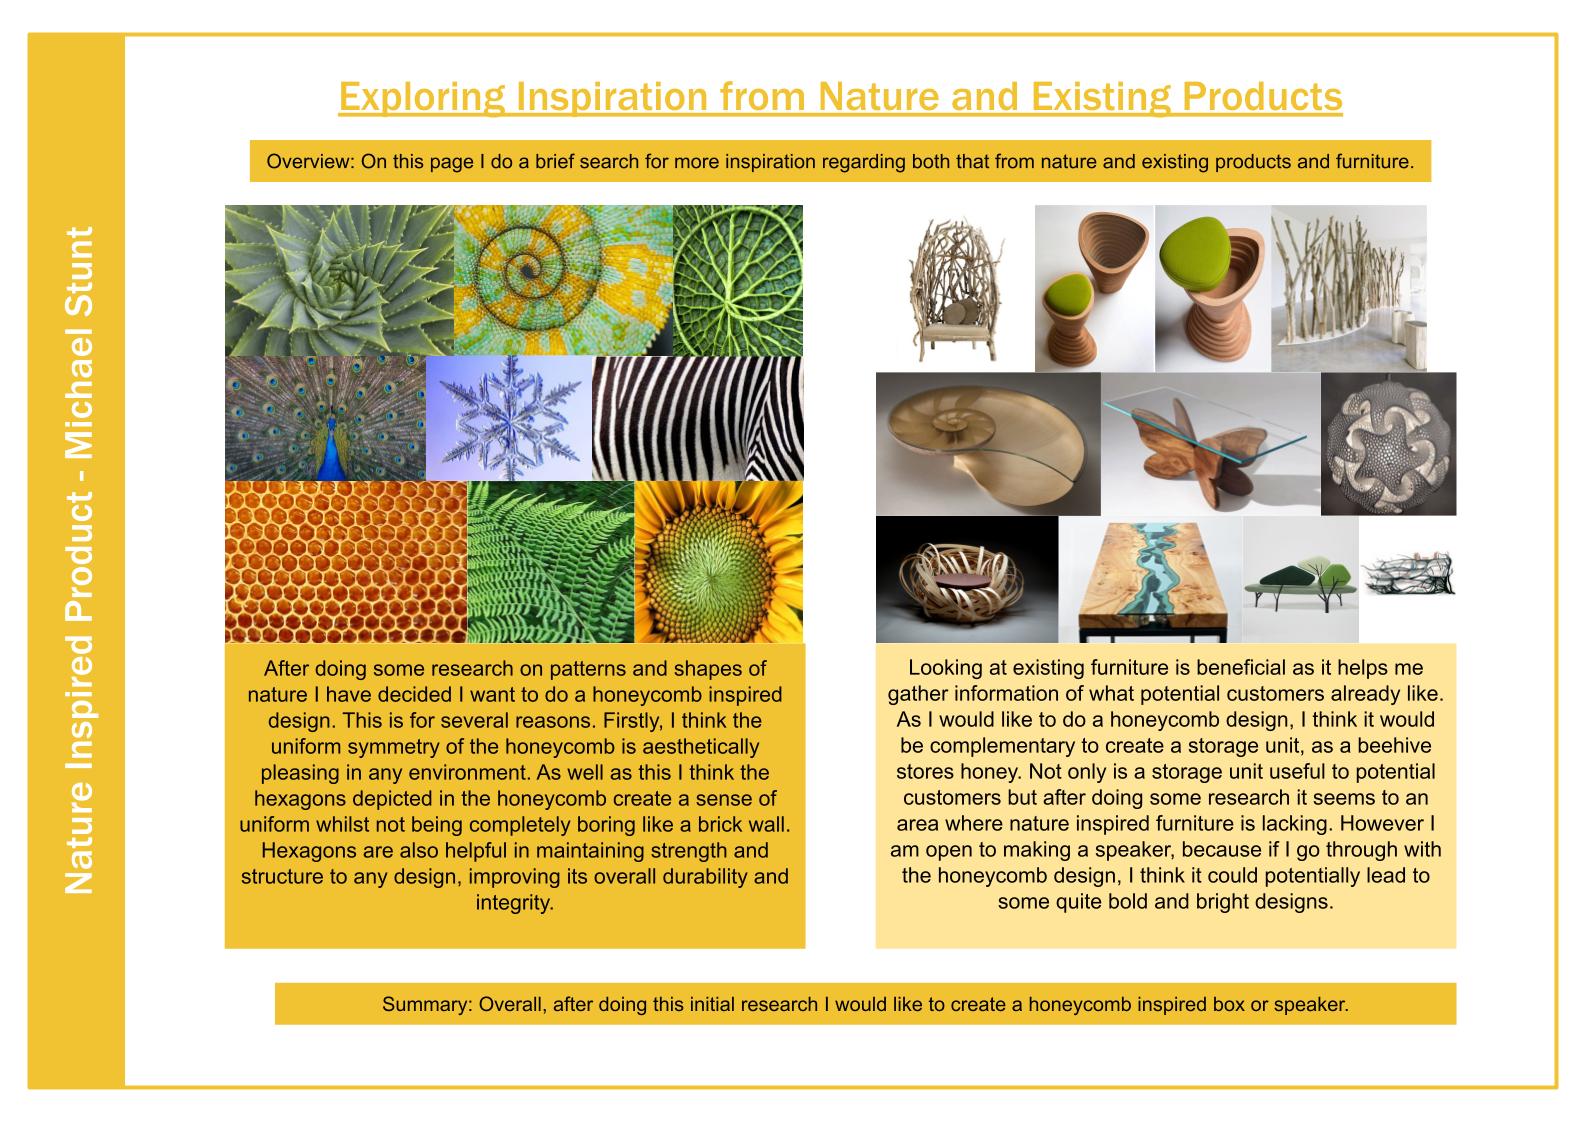 Nature Inspired Product - Michael Stunt
Exploring Inspiration from Nature and Existing Products
Overview: On this page I do a brief search for more inspiration regarding both that from nature and existing products and furniture.
After doing some research on patterns and shapes of
nature I have decided I want to do a honeycomb inspired
design. This is for several reasons. Firstly, I think the
uniform symmetry of the honeycomb is aesthetically
pleasing in any environment. As well as this I think the
hexagons depicted in the honeycomb create a sense of
uniform whilst not being completely boring like a brick wall.
Hexagons are also helpful in maintaining strength and
structure to any design, improving its overall durability and
integrity.
Looking at existing furniture is beneficial as it helps me
gather information of what potential customers already like.
As I would like to do a honeycomb design, I think it would
be complementary to create a storage unit, as a beehive
stores honey. Not only is a storage unit useful to potential
customers but after doing some research it seems to an
area where nature inspired furniture is lacking. However I
am open to making a speaker, because if I go through with
the honeycomb design, I think it could potentially lead to
some quite bold and bright designs.
Summary: Overall, after doing this initial research I would like to create a honeycomb inspired box or speaker.